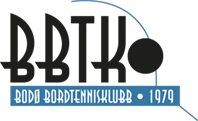 BBTK
BODØ BORDTENNISKLUBB • 1979